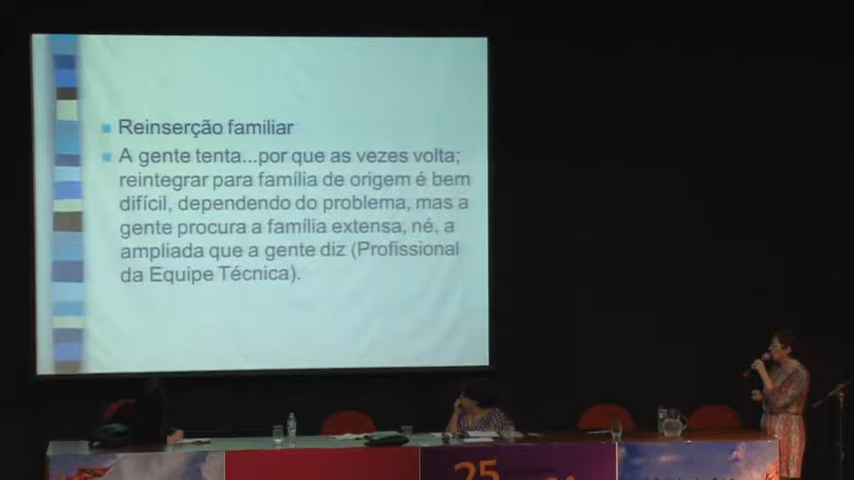 Reinserção familiar
A gente tenta...por que as vezes volta;
reintegrar para família de origem é bem
difícil, dependendo do problema, mas a
gente procura a família extensa, né, a
ampliada que a gente diz (Profissional
da Equipe Técnica).
25